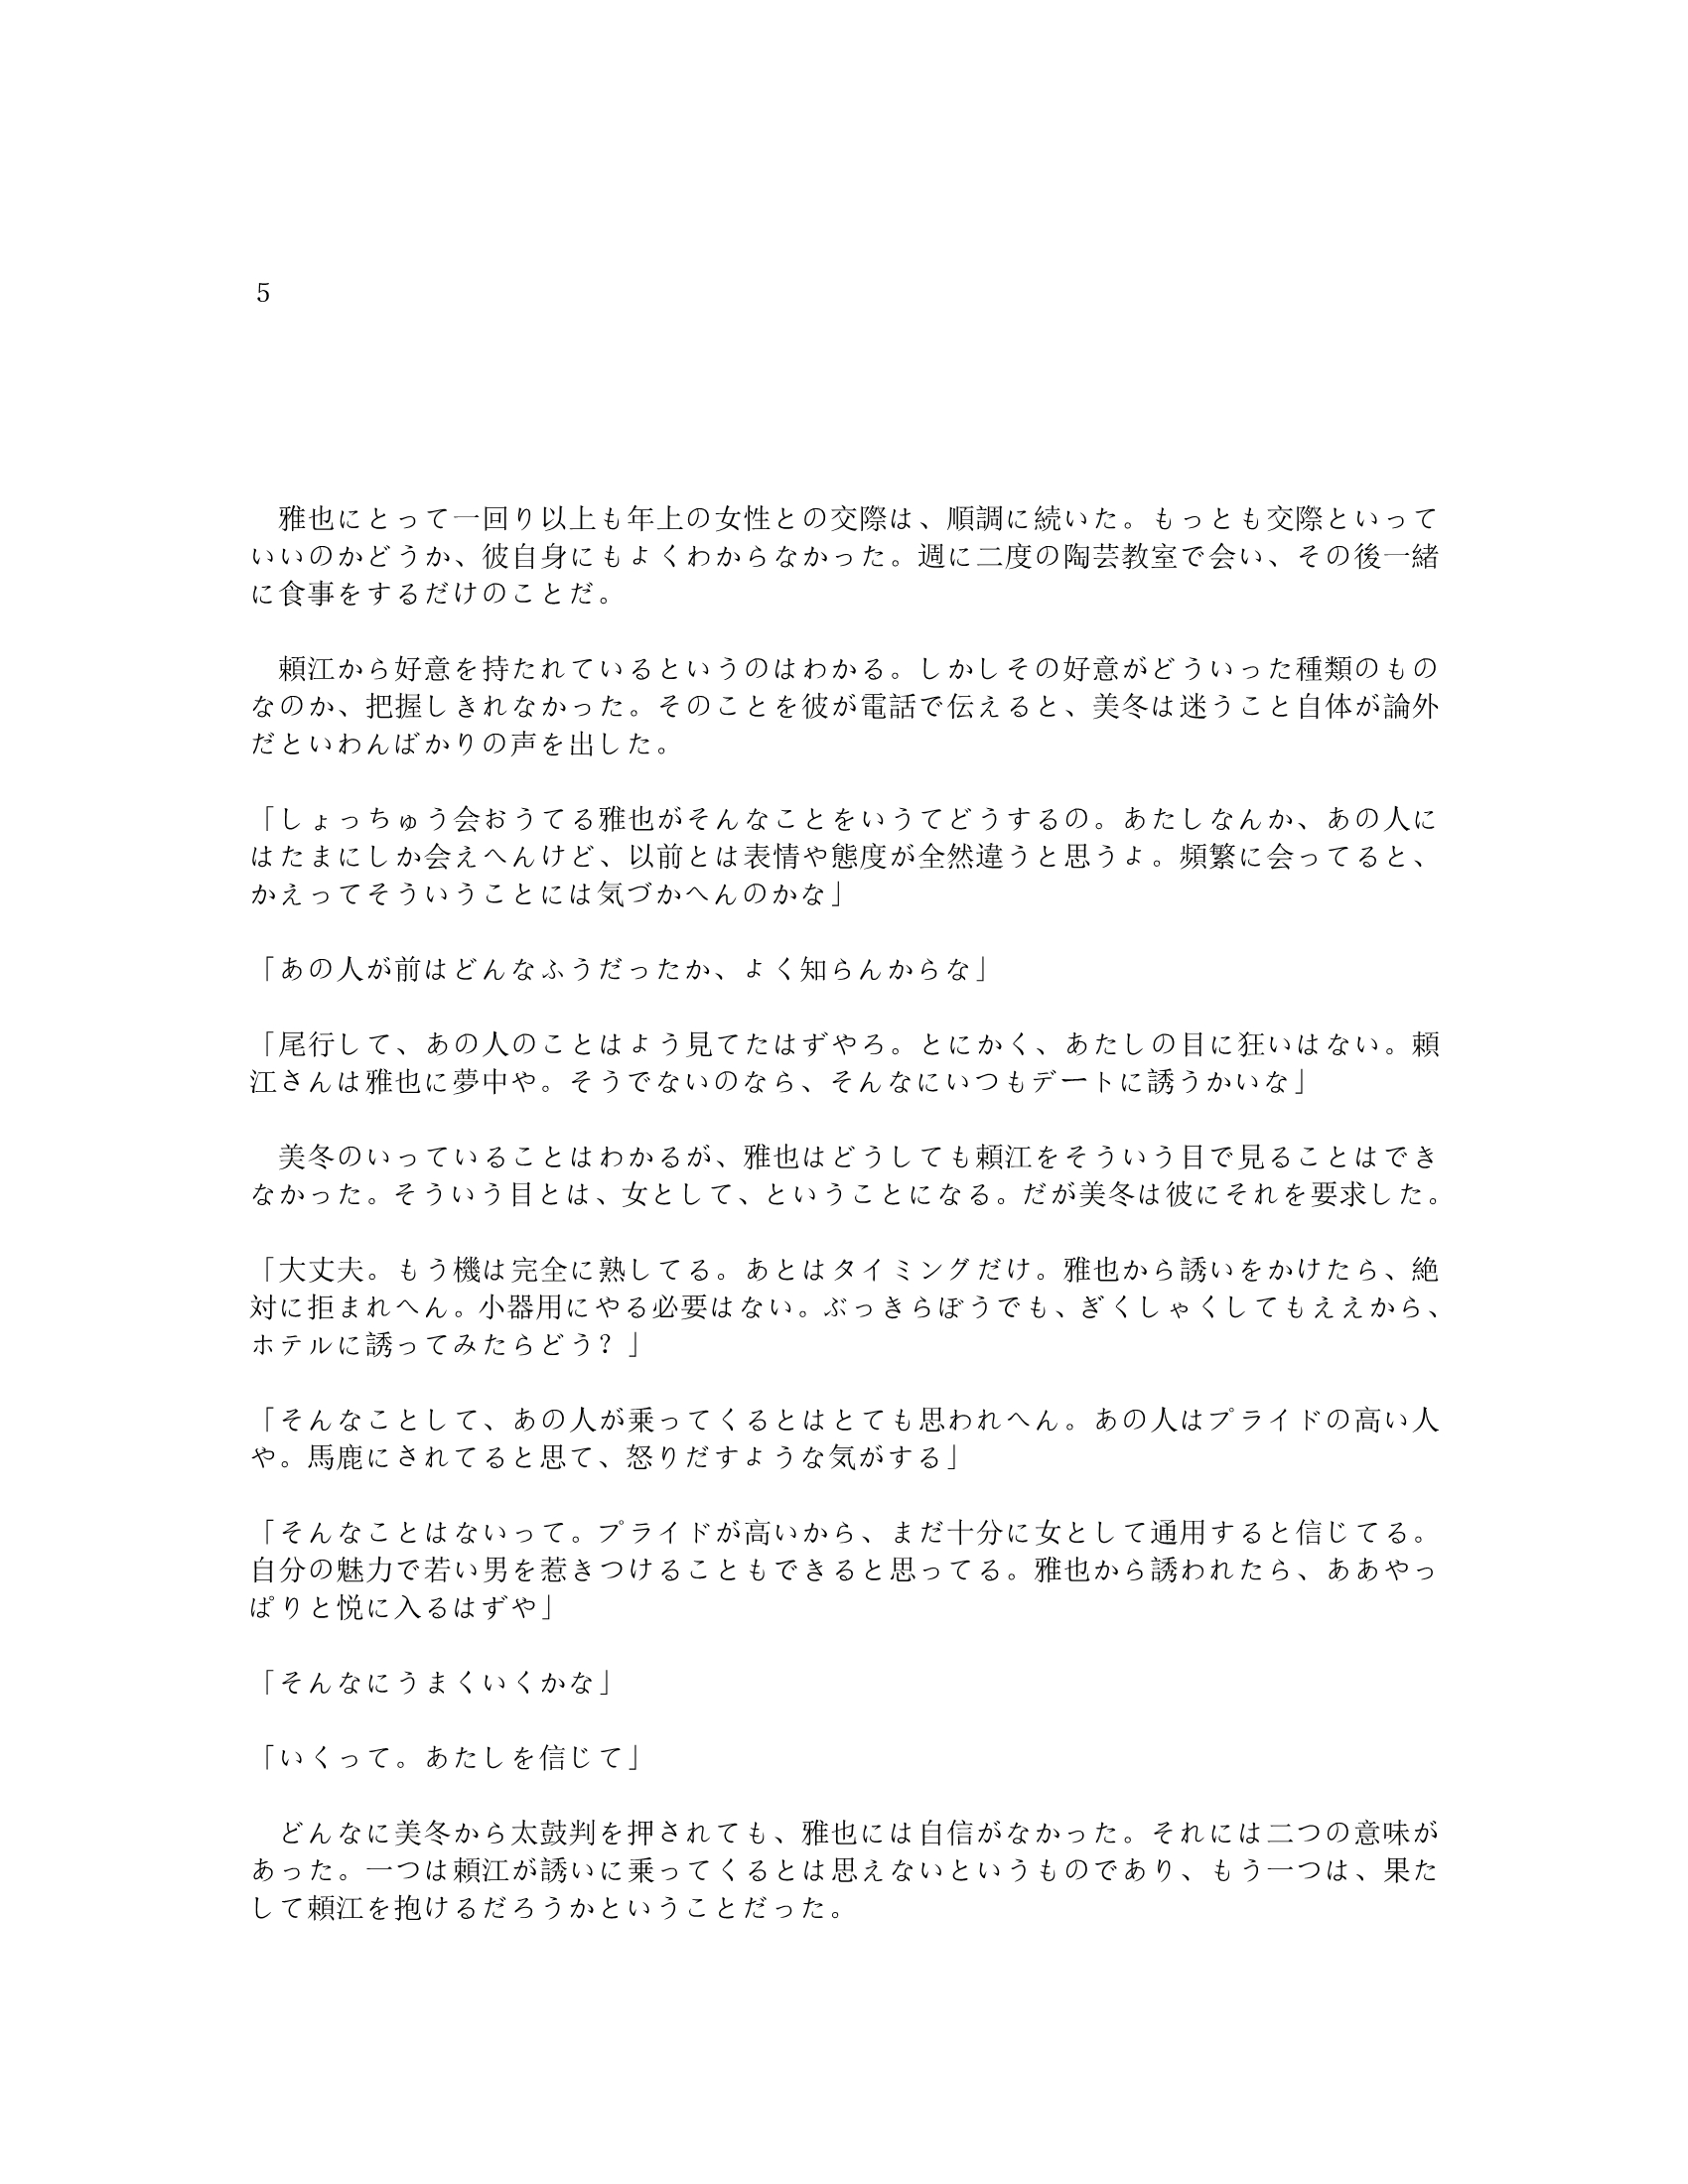 5
　雅也にとって一回り以上も年上の女性との交際は、順調に続いた。もっとも交際といって
いいのかどうか、彼自身にもよくわからなかった。週に二度の陶芸教室で会い、その後一緒
に食事をするだけのことだ。
　頼江から好意を持たれているというのはわかる。しかしその好意がどういった種類のもの
なのか、把握しきれなかった。そのことを彼が電話で伝えると、美冬は迷うこと自体が論外
だといわんばかりの声を出した。
「しょっちゅう会おうてる雅也がそんなことをいうてどうするの。あたしなんか、あの人に
はたまにしか会えへんけど、以前とは表情や態度が全然違うと思うよ。頻繁に会ってると、
かえってそういうことには気づかへんのかな」
「あの人が前はどんなふうだったか、よく知らんからな」
「尾行して、あの人のことはよう見てたはずやろ。とにかく、あたしの目に狂いはない。頼
江さんは雅也に夢中や。そうでないのなら、そんなにいつもデートに誘うかいな」
　美冬のいっていることはわかるが、雅也はどうしても頼江をそういう目で見ることはでき
なかった。そういう目とは、女として、ということになる。だが美冬は彼にそれを要求した。
「大丈夫。もう機は完全に熟してる。あとはタイミングだけ。雅也から誘いをかけたら、絶
対に拒まれへん。小器用にやる必要はない。ぶっきらぼうでも、ぎくしゃくしてもええから、
ホテルに誘ってみたらどう？」
「そんなことして、あの人が乗ってくるとはとても思われへん。あの人はプライドの高い人
や。馬鹿にされてると思て、怒りだすような気がする」
「そんなことはないって。プライドが高いから、まだ十分に女として通用すると信じてる。
自分の魅力で若い男を惹きつけることもできると思ってる。雅也から誘われたら、ああやっ
ぱりと悦に入るはずや」
「そんなにうまくいくかな」
「いくって。あたしを信じて」
　どんなに美冬から太鼓判を押されても、雅也には自信がなかった。それには二つの意味が
あった。一つは頼江が誘いに乗ってくるとは思えないというものであり、もう一つは、果た
して頼江を抱けるだろうかということだった。